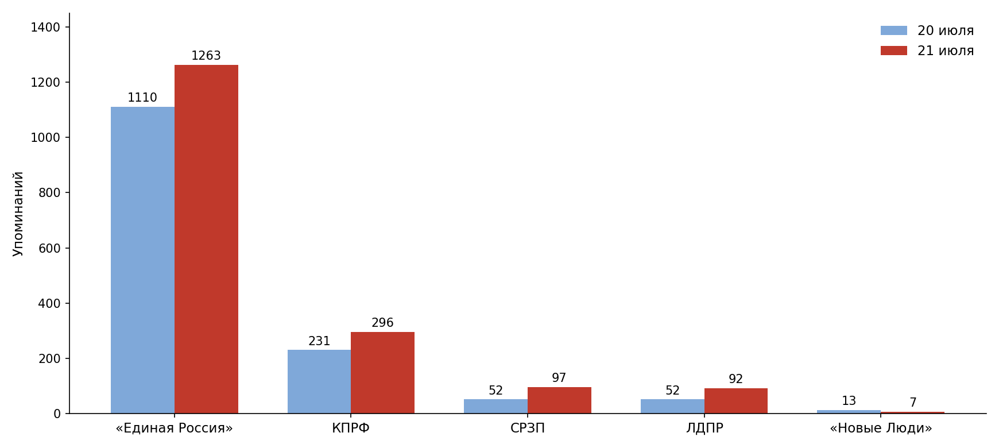 20 июля
21 июля
Упоминаний
1400
1200
1000
800
600
400
200
0
1110
1263
231
296
52
97
52
92
13
7
«Единая Россия»
КПРФ
СРЗП
ЛДПР
«Новые Люди»